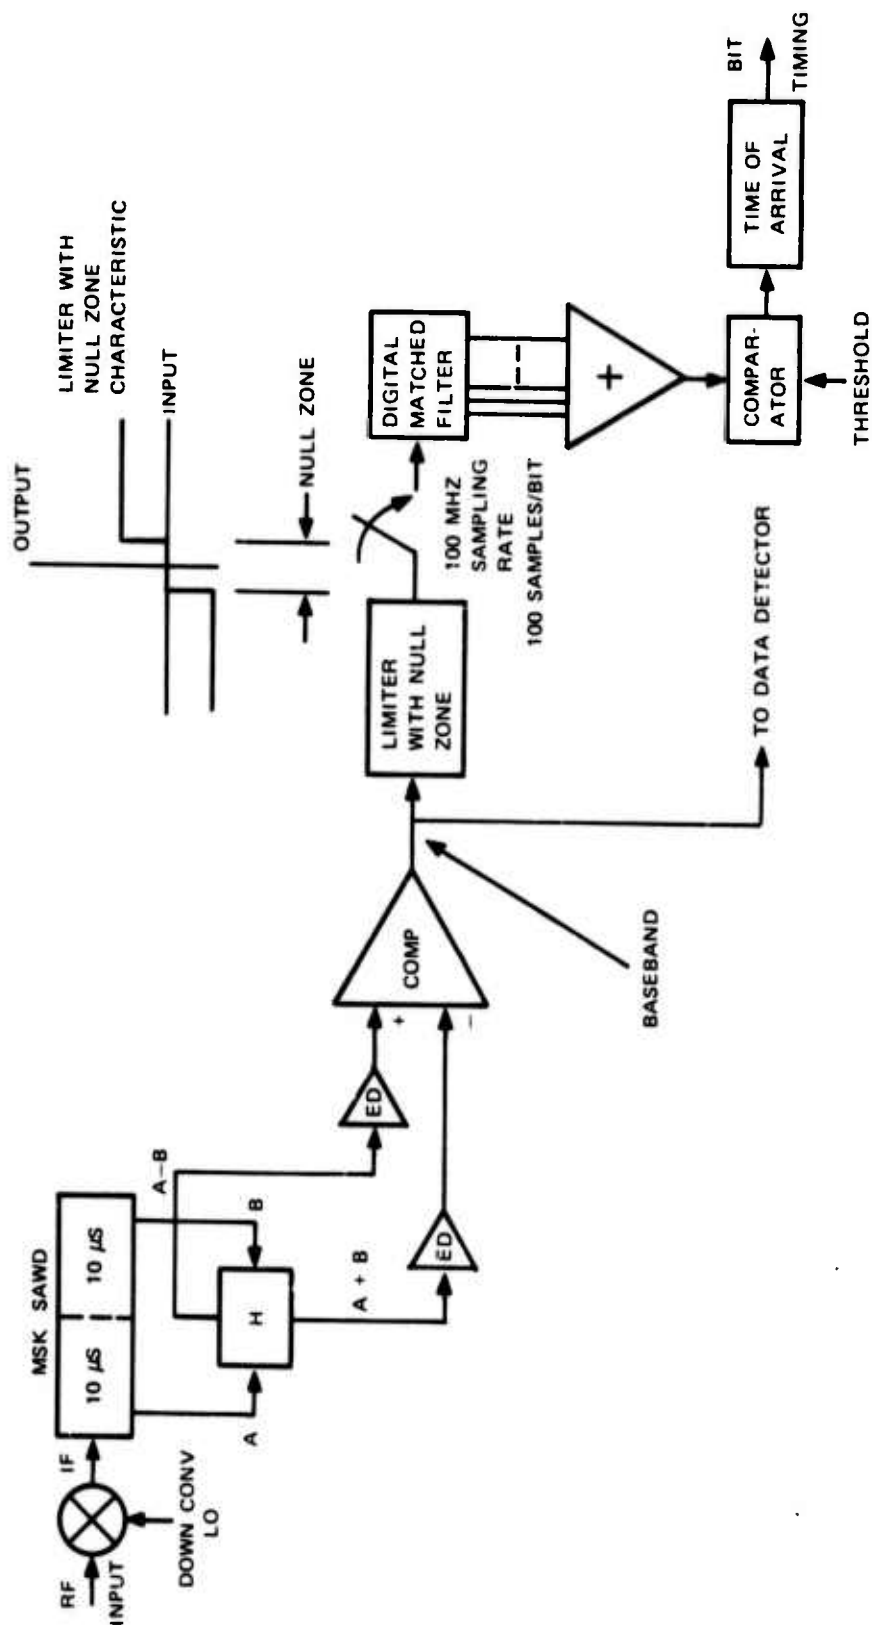 RF
INPUT
DOWN CONV
LO
IF
MSK SAWD
10 µS
10 µS
A
B
H
A−B
A + B
ED
ED
+
−
COMP
BASEBAND
TO DATA DETECTOR
LIMITER
WITH NULL
ZONE
OUTPUT
LIMITER WITH
NULL ZONE
CHARACTERISTIC
INPUT
NULL ZONE
100 MHZ
SAMPLING
RATE
100 SAMPLES/BIT
DIGITAL
MATCHED
FILTER
+
COMPAR-
ATOR
THRESHOLD
TIME OF
ARRIVAL
BIT
TIMING